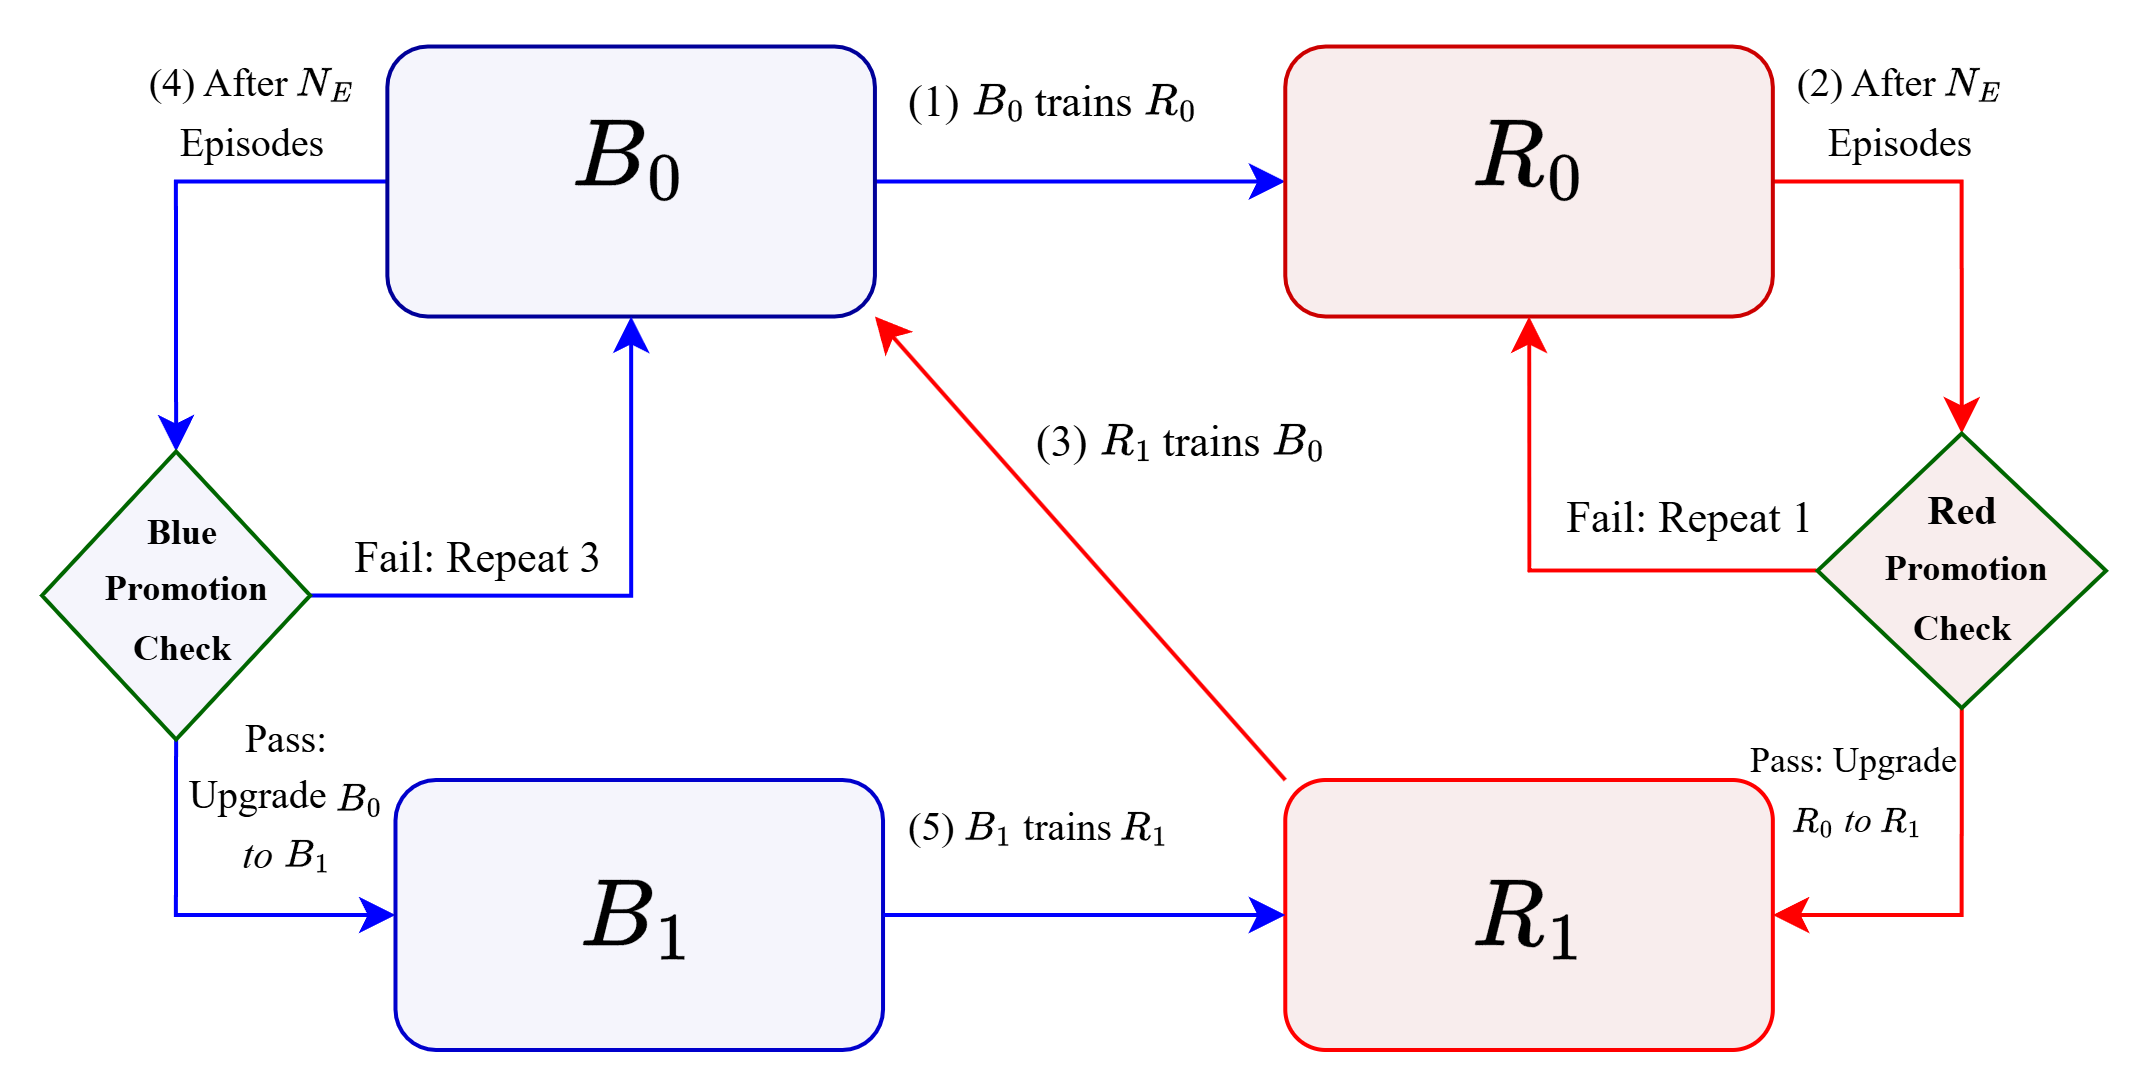 (4) After N_E
Episodes
B_0
(1) B_0 trains R_0
R_0
(2) After N_E
Episodes
(3) R_1 trains B_0
Blue
Promotion
Check
Fail: Repeat 3
Fail: Repeat 1
Red
Promotion
Check
Pass:
Upgrade B_0
to B_1
B_1
(5) B_1 trains R_1
R_1
Pass: Upgrade
R_0 to R_1